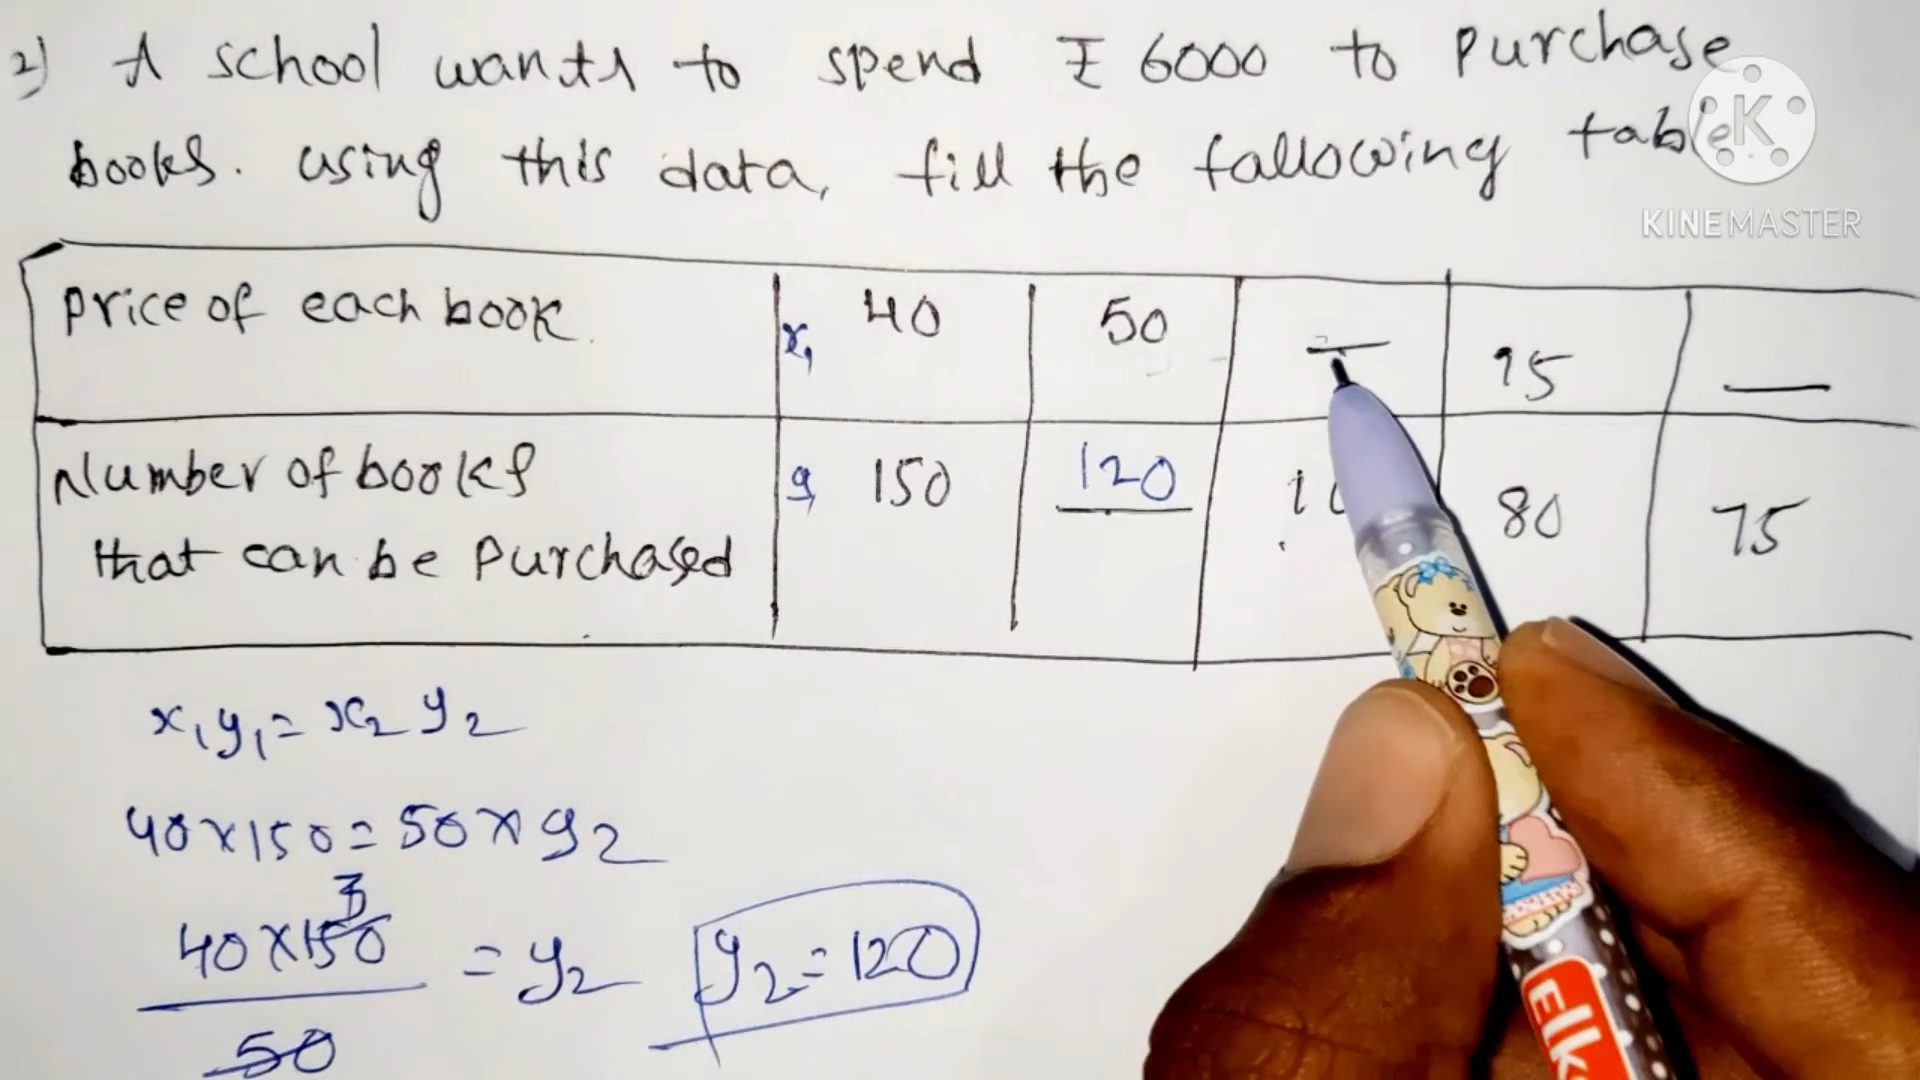 2) A school wants to spend ₹ 6000 to purchase
books. using this data, fill the following table.
K
KINEMASTER
Price of each book. x₁ 40 50 — 75 —
Number of books y₁ 150 120 80 75
that can be purchased
x₁y₁ = x₂ y₂
40×150 = 50 × y₂
3
40×150
50
= y₂
y₂ = 120
Elk